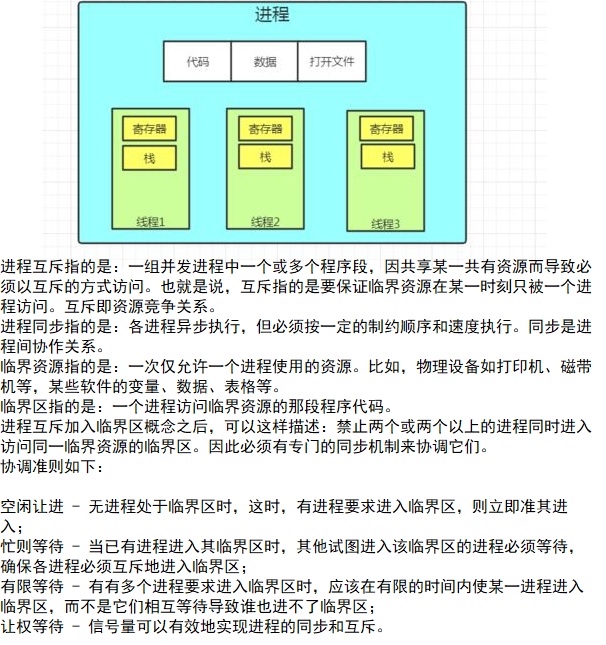 进程
代码 数据 打开文件
寄存器 寄存器 寄存器
栈 栈 栈
线程1 线程2 线程3
进程互斥指的是：一组并发进程中一个或多个程序段，因共享某一共有资源而导致必
须以互斥的方式访问。也就是说，互斥指的是要保证临界资源在某一时刻只被一个进
程访问。互斥即资源竞争关系。
进程同步指的是：各进程异步执行，但必须按一定的制约顺序和速度执行。同步是进
程间协作关系。
临界资源指的是：一次仅允许一个进程使用的资源。比如，物理设备如打印机、磁带
机等，某些软件的变量、数据、表格等。
临界区指的是：一个进程访问临界资源的那段程序代码。
进程互斥加入临界区概念之后，可以这样描述：禁止两个或两个以上的进程同时进入
访问同一临界资源的临界区。因此必须有专门的同步机制来协调它们。
协调准则如下：
空闲让进 - 无进程处于临界区时，这时，有进程要求进入临界区，则立即准其进
入；
忙则等待 - 当已有进程进入其临界区时，其他试图进入该临界区的进程必须等待，
确保各进程必须互斥地进入临界区；
有限等待 - 有有多个进程要求进入临界区时，应该在有限的时间内使某一进程进入
临界区，而不是它们相互等待导致谁也进不了临界区；
让权等待 - 信号量可以有效地实现进程的同步和互斥。